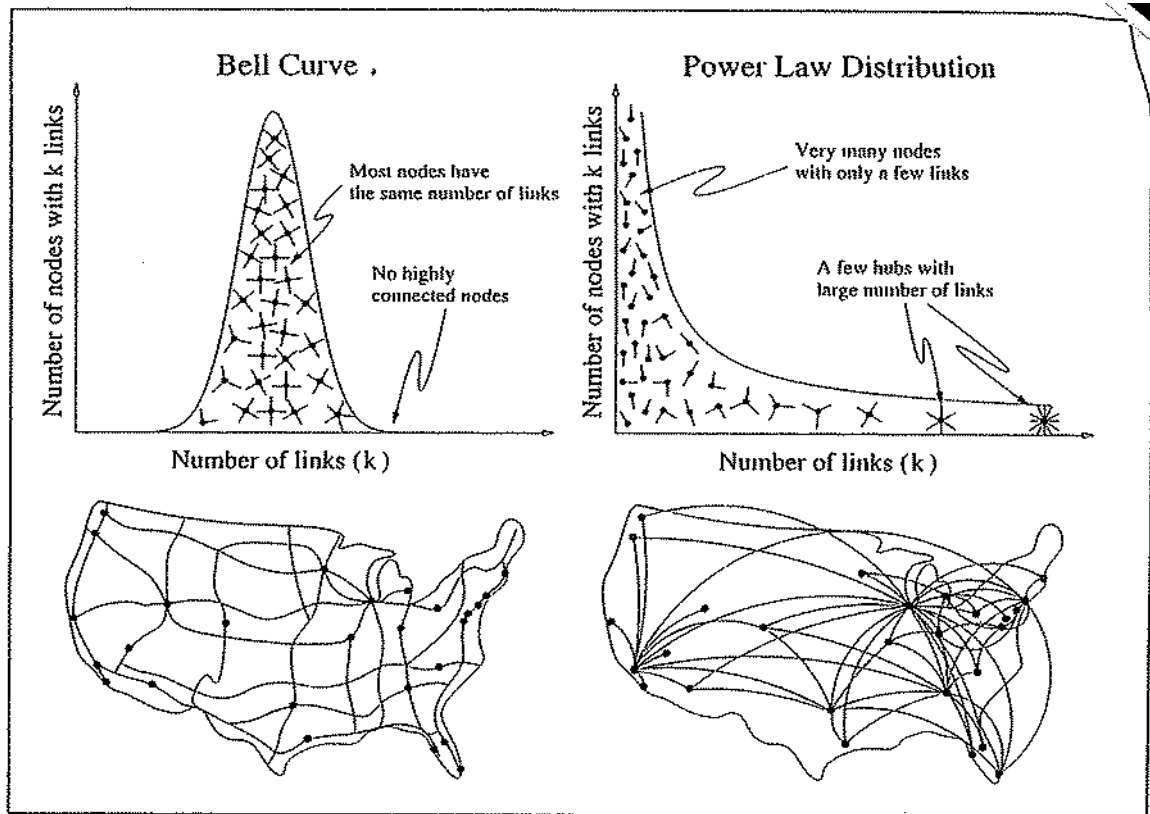 Bell Curve
Number of nodes with k links
Most nodes have
the same number of links
No highly
connected nodes
Number of links (k)
Power Law Distribution
Number of nodes with k links
Very many nodes
with only a few links
A few hubs with
large number of links
Number of links (k)